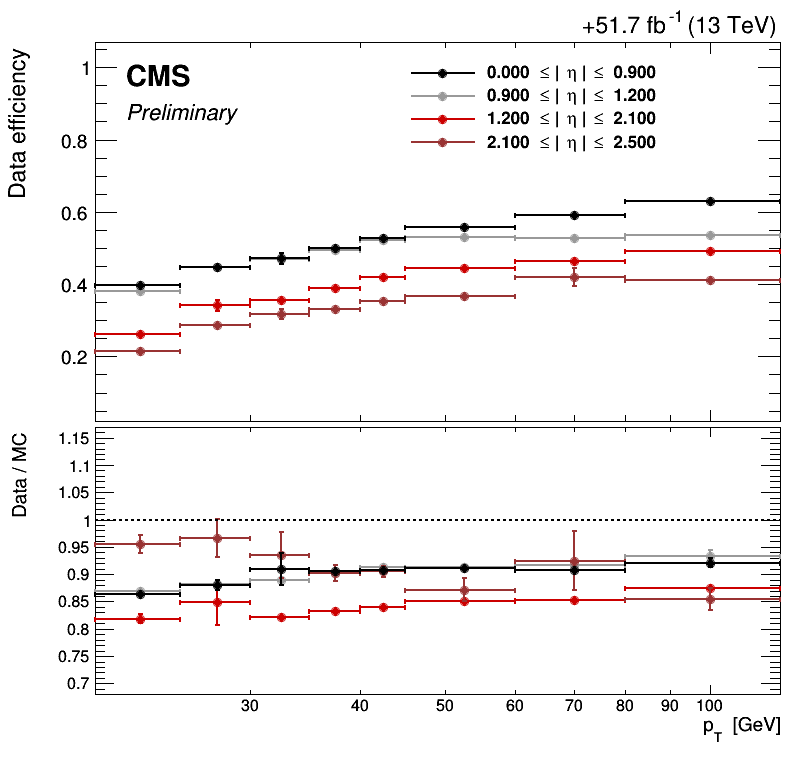 +51.7 fb⁻¹ (13 TeV)
CMS
Preliminary
0.000 ≤| η | ≤ 0.900
0.900 ≤| η | ≤ 1.200
1.200 ≤| η | ≤ 2.100
2.100 ≤| η | ≤ 2.500
Data efficiency
1
0.8
0.6
0.4
0.2
Data / MC
1.15
1.1
1.05
1
0.95
0.9
0.85
0.8
0.75
0.7
30 40 50 60 70 80 90 100
p_T [GeV]